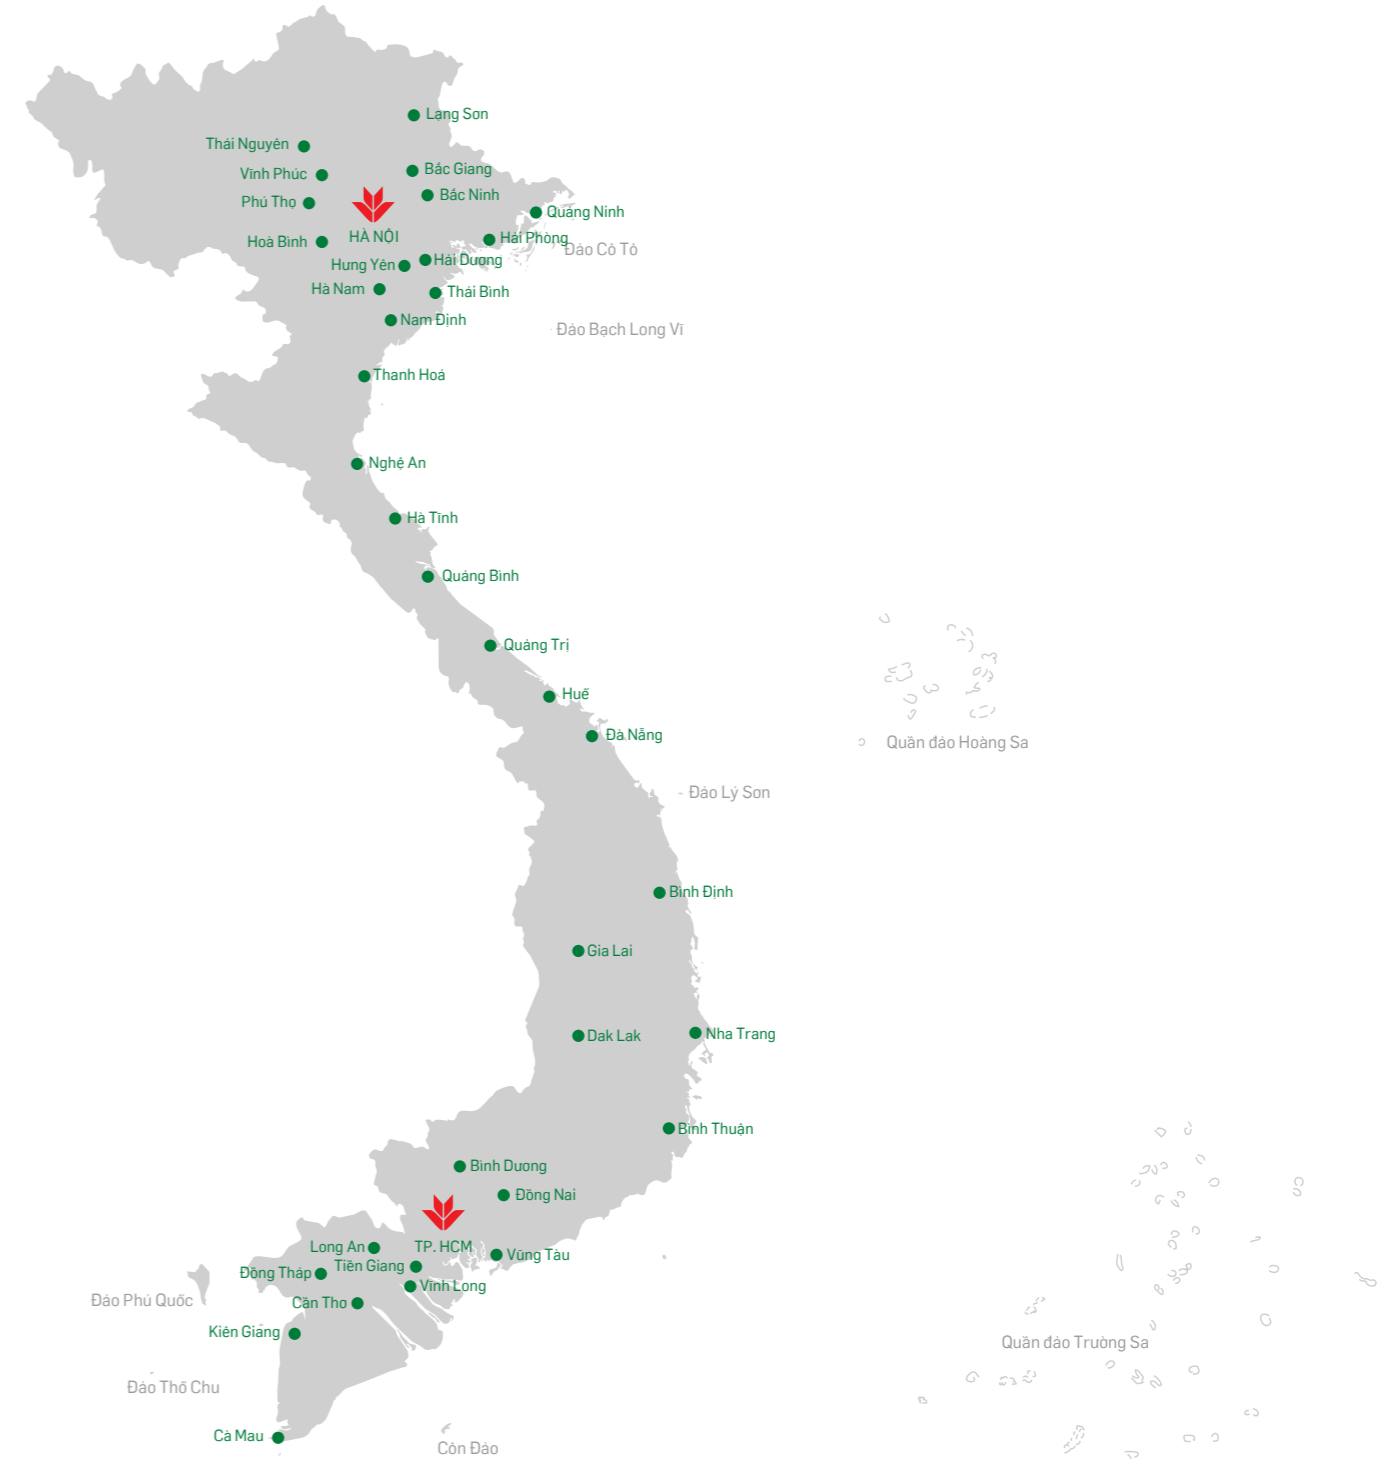 Lạng Sơn
Thái Nguyên
Bắc Giang
Vĩnh Phúc
Bắc Ninh
Phú Thọ
Quảng Ninh
HÀ NỘI
Hải Phòng
Hoà Bình
Đảo Cô Tô
Hải Dương
Hưng Yên
Hà Nam
Thái Bình
Nam Định
Đảo Bạch Long Vĩ
Thanh Hoá
Nghệ An
Hà Tĩnh
Quảng Bình
Quảng Trị
Huế
Đà Nẵng
Quần đảo Hoàng Sa
Đảo Lý Sơn
Bình Định
Gia Lai
Nha Trang
Dak Lak
Bình Thuận
Bình Dương
Đồng Nai
Long An
TP. HCM
Vũng Tàu
Tiền Giang
Đồng Tháp
Vĩnh Long
Đảo Phú Quốc
Cần Thơ
Kiên Giang
Quần đảo Trường Sa
Đảo Thổ Chu
Cà Mau
Côn Đảo